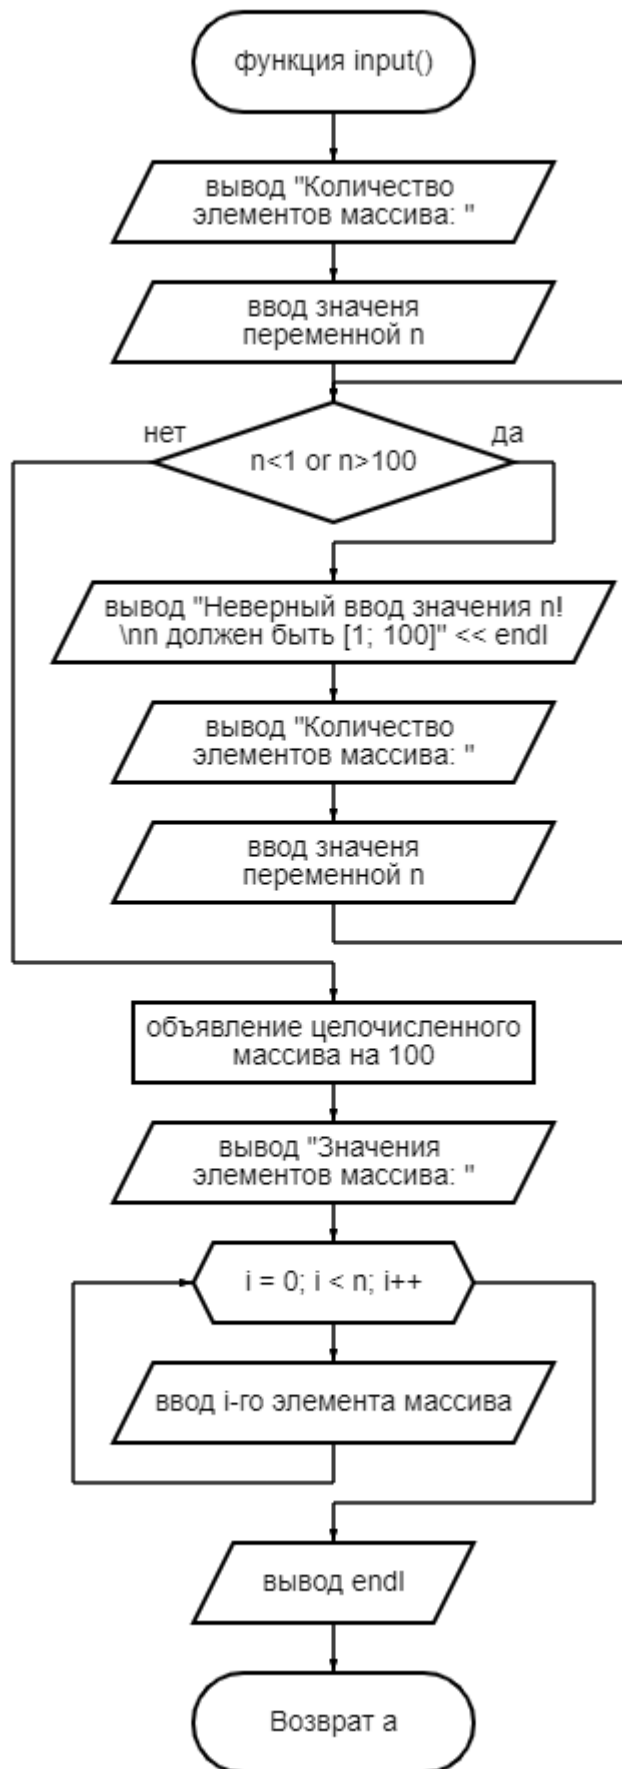 функция input()
вывод "Количество
элементов массива: "
ввод значеня
переменной n
нет
да
n<1 or n>100
вывод "Неверный ввод значения n!
\nn должен быть [1; 100]" << endl
вывод "Количество
элементов массива: "
ввод значеня
переменной n
объявление целочисленного
массива на 100
вывод "Значения
элементов массива: "
i = 0; i < n; i++
ввод i-го элемента массива
вывод endl
Возврат a